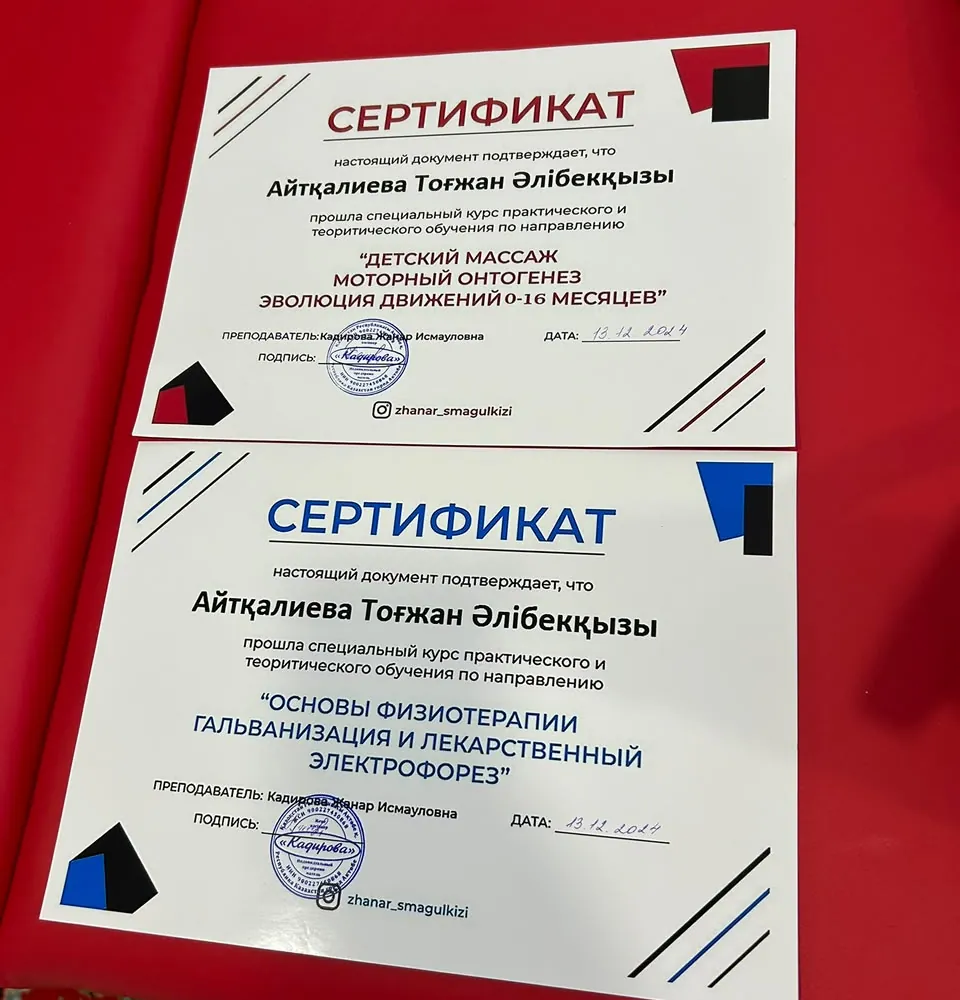 СЕРТИФИКАТ
настоящий документ подтверждает, что
Айтқалиева Тоғжан Әлібекқызы
прошла специальный курс практического и
теоритического обучения по направлению
“ДЕТСКИЙ МАССАЖ
МОТОРНЫЙ ОНТОГЕНЕЗ
ЭВОЛЮЦИЯ ДВИЖЕНИЙ 0-16 МЕСЯЦЕВ”
ПРЕПОДАВАТЕЛЬ:Кадирова Жанар Исмауловна ДАТА: 13.12.2024
ПОДПИСЬ:
«Кадирова»
zhanar_smagulkizi
СЕРТИФИКАТ
настоящий документ подтверждает, что
Айтқалиева Тоғжан Әлібекқызы
прошла специальный курс практического и
теоритического обучения по направлению
“ОСНОВЫ ФИЗИОТЕРАПИИ
ГАЛЬВАНИЗАЦИЯ И ЛЕКАРСТВЕННЫЙ
ЭЛЕКТРОФОРЕЗ”
ПРЕПОДАВАТЕЛЬ: Кадирова Жанар Исмауловна
ПОДПИСЬ: ДАТА: 13.12.2024
«Кадирова»
Индивидуальный
zhanar_smagulkizi